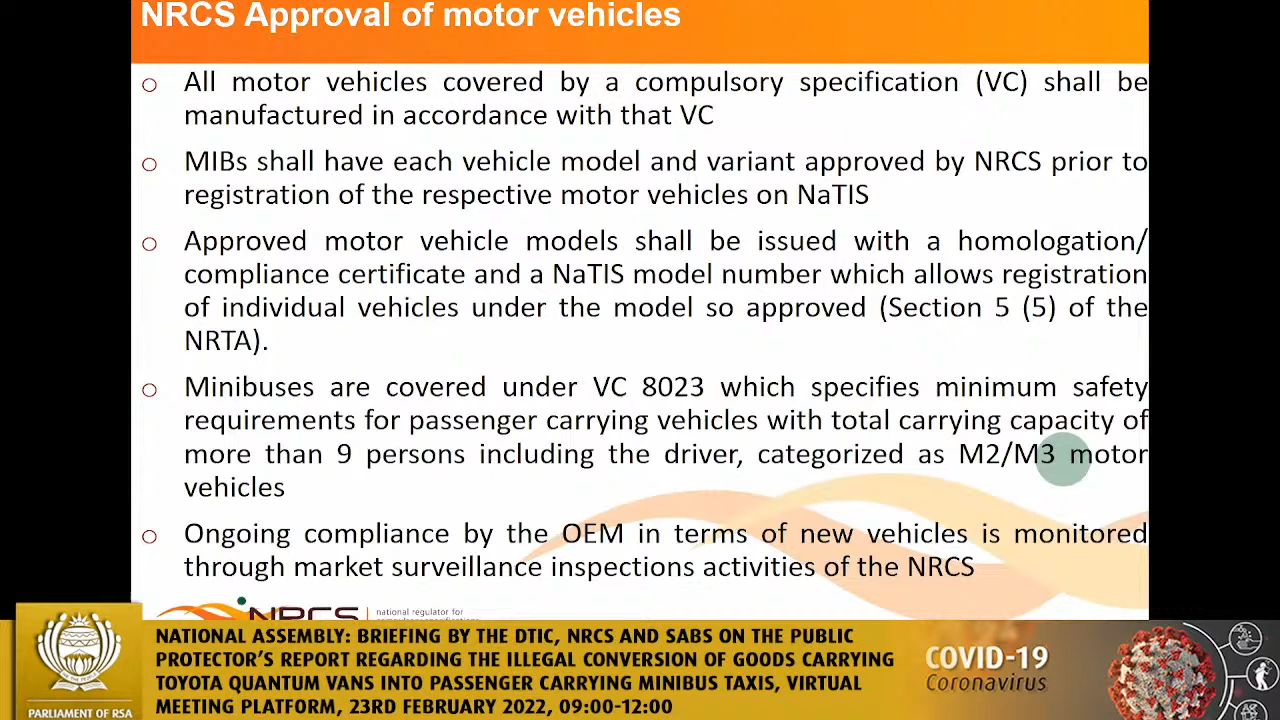 NRCS Approval of motor vehicles
All motor vehicles covered by a compulsory specification (VC) shall be
manufactured in accordance with that VC
MIBs shall have each vehicle model and variant approved by NRCS prior to
registration of the respective motor vehicles on NaTIS
Approved motor vehicle models shall be issued with a homologation/
compliance certificate and a NaTIS model number which allows registration
of individual vehicles under the model so approved (Section 5 (5) of the
NRTA).
Minibuses are covered under VC 8023 which specifies minimum safety
requirements for passenger carrying vehicles with total carrying capacity of
more than 9 persons including the driver, categorized as M2/M3 motor
vehicles
Ongoing compliance by the OEM in terms of new vehicles is monitored
through market surveillance inspections activities of the NRCS
NRCS
national regulator for
NATIONAL ASSEMBLY: BRIEFING BY THE DTIC, NRCS AND SABS ON THE PUBLIC
PROTECTOR'S REPORT REGARDING THE ILLEGAL CONVERSION OF GOODS CARRYING
TOYOTA QUANTUM VANS INTO PASSENGER CARRYING MINIBUS TAXIS, VIRTUAL
MEETING PLATFORM, 23RD FEBRUARY 2022, 09:00-12:00
PARLIAMENT OF RSA
COVID-19
Coronavirus